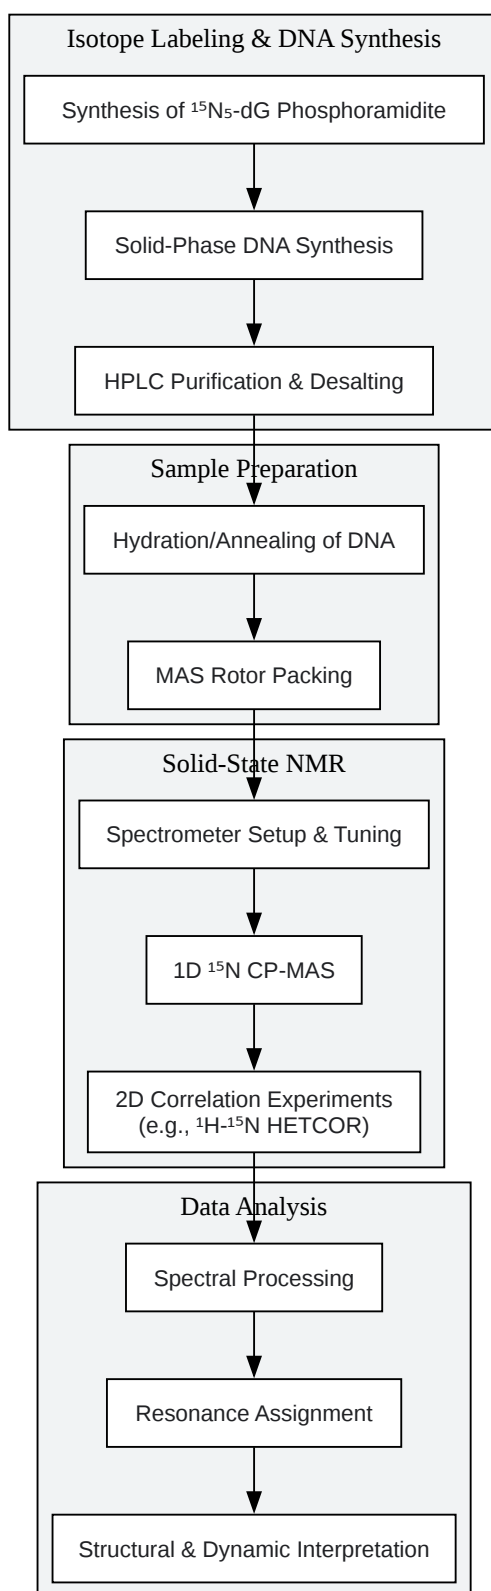 Isotope Labeling & DNA Synthesis
Synthesis of ¹⁵N₅-dG Phosphoramidite
Solid-Phase DNA Synthesis
HPLC Purification & Desalting
Sample Preparation
Hydration/Annealing of DNA
MAS Rotor Packing
Solid-State NMR
Spectrometer Setup & Tuning
1D ¹⁵N CP-MAS
2D Correlation Experiments
(e.g., ¹H-¹⁵N HETCOR)
Data Analysis
Spectral Processing
Resonance Assignment
Structural & Dynamic Interpretation